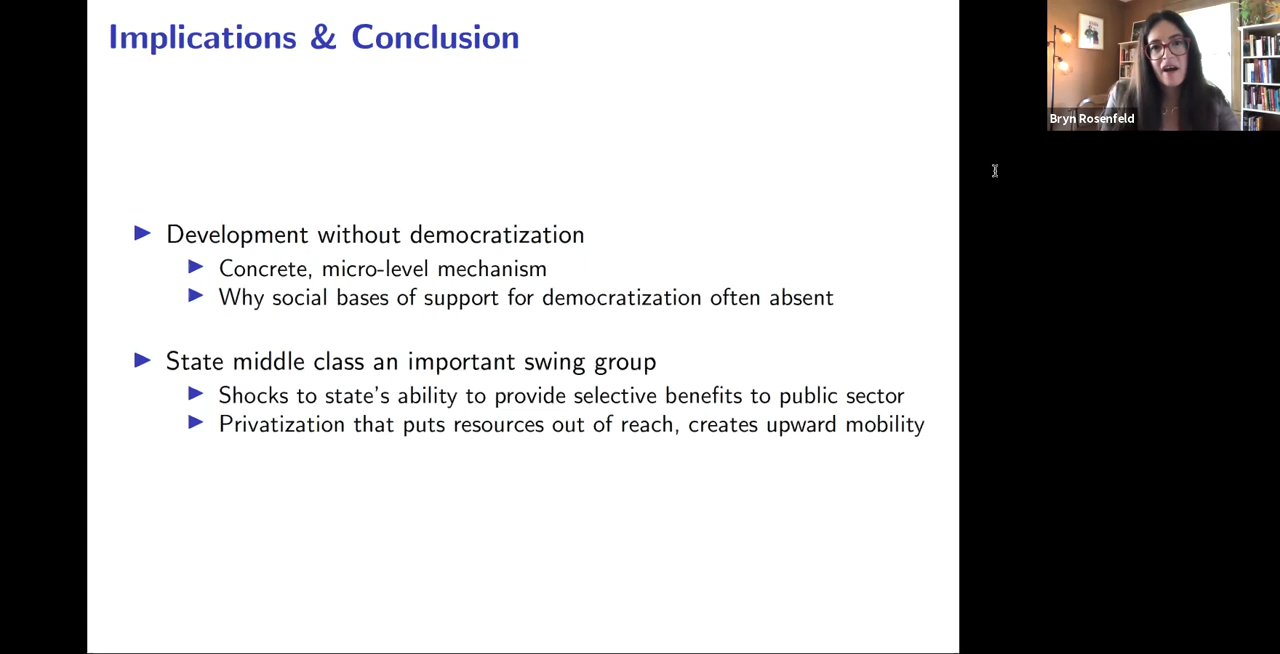 Implications & Conclusion
Bryn Rosenfeld
▶ Development without democratization
▶ Concrete, micro-level mechanism
▶ Why social bases of support for democratization often absent
▶ State middle class an important swing group
▶ Shocks to state's ability to provide selective benefits to public sector
▶ Privatization that puts resources out of reach, creates upward mobility